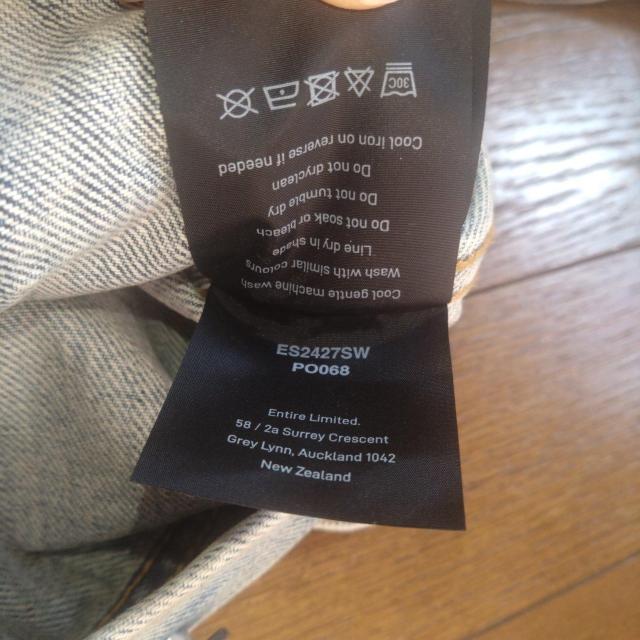 Cool gentle machine wash
Wash with similar colours
Line dry in shade
Do not soak or bleach
Do not tumble dry
Do not dryclean
Cool iron on reverse if needed
30C
ES2427SW
PO068
Entire Limited.
58 / 2a Surrey Crescent
Grey Lynn, Auckland 1042
New Zealand